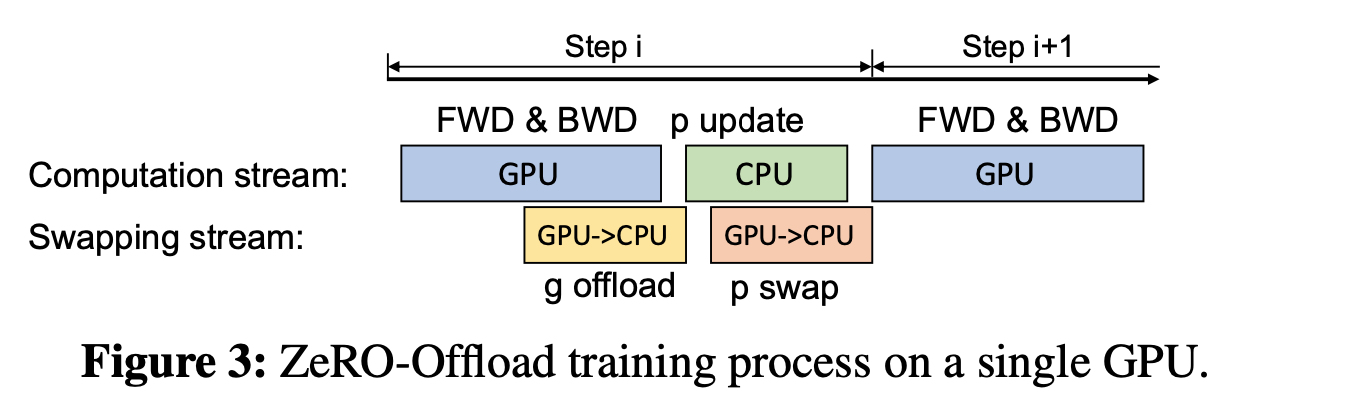 Step i
Step i+1
FWD & BWD
p update
FWD & BWD
Computation stream:
GPU
CPU
GPU
Swapping stream:
GPU->CPU
GPU->CPU
g offload
p swap
Figure 3: ZeRO-Offload training process on a single GPU.